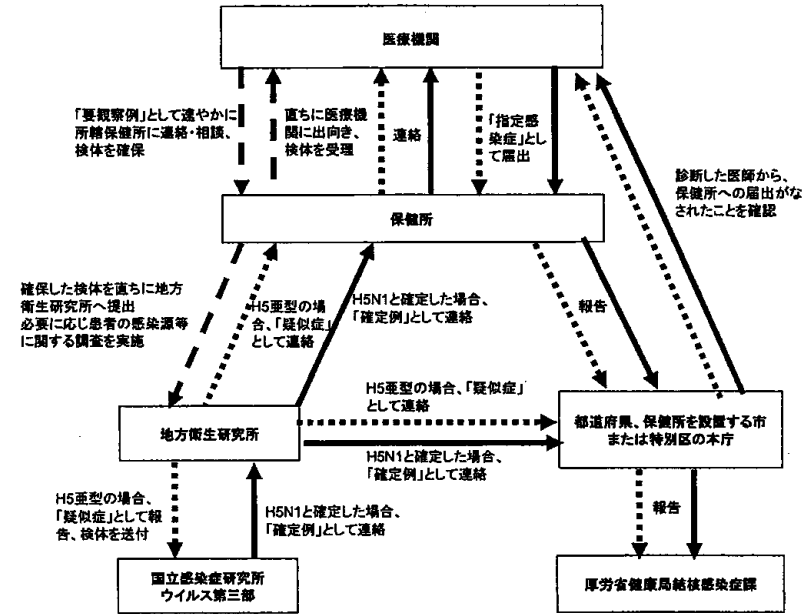 医療機関
「要観察例」として速やかに
所轄保健所に連絡・相談、
検体を確保
直ちに医療機
関に出向き、
検体を受理
連絡
「指定感
染症」とし
て届出
診断した医師から、
保健所への届出がな
されたことを確認
保健所
確保した検体を直ちに地方
衛生研究所へ提出
必要に応じ患者の感染源等
に関する調査を実施
H5亜型の場
合、「疑似症」
として連絡
H5N1と確定した場合、
「確定例」として連絡
報告
H5亜型の場合、「疑似症」
として連絡
地方衛生研究所
都道府県、保健所を設置する市
または特別区の本庁
H5N1と確定した場合、
「確定例」として連絡
H5亜型の場合、
「疑似症」として報
告、検体を送付
H5N1と確定した場合、
「確定例」として連絡
報告
国立感染症研究所
ウイルス第三部
厚労省健康局結核感染症課